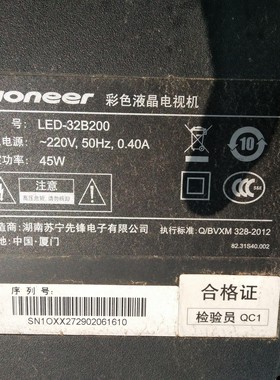 ioneer 彩色液晶电视机
号: LED-32B200
电源: ~220V, 50Hz, 0.40A
功率: 45W
10
注意
CCC
造商: 湖南苏宁先锋电子有限公司 执行标准: Q/BVXM 328-2012
地: 中国·厦门
82.31S40.002
序列号:
SN1OXX272902061610
合格证
检验员 QC1